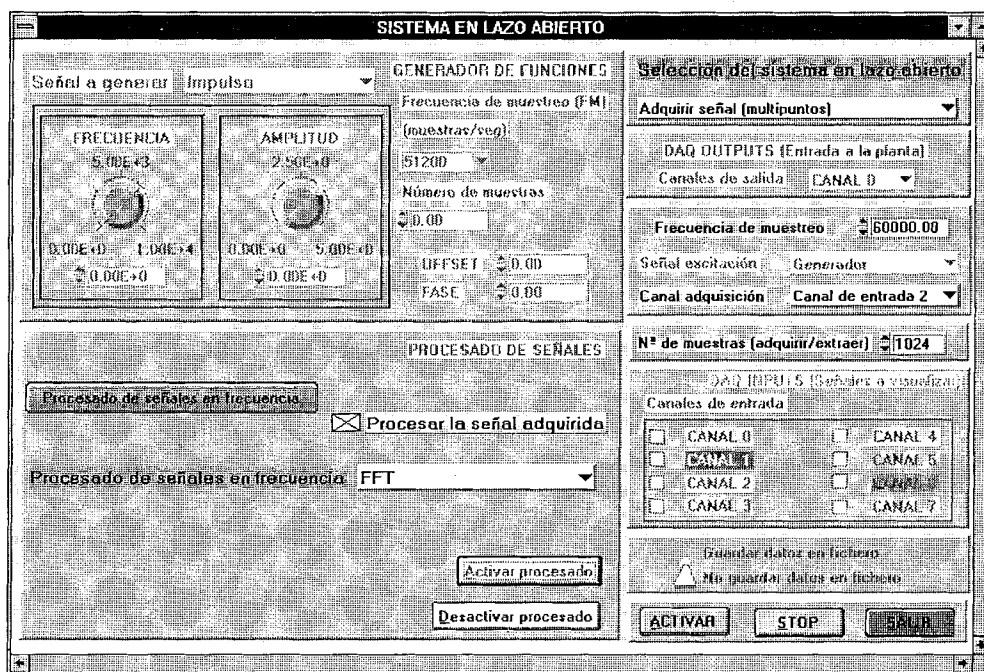 SISTEMA EN LAZO ABIERTO
Señal a generar Impulso
GENERADOR DE FUNCIONES
FRECUENCIA
5.00E+3
0.00E+0 1.00E+4
0.00E+0
AMPLITUD
2.50E+0
0.00E+0 5.00E+0
0.00E+0
Frecuencia de muestreo (FM)
(muestras/seg)
51200
Número de muestras
0.00
OFFSET 0.00
FASE 0.00
PROCESADO DE SEÑALES
Procesado de señales en frecuencia
Procesar la señal adquirida
Procesado de señales en frecuencia FFT
Activar procesado
Desactivar procesado
Selección del sistema en lazo abierto
Adquirir señal (multipuntos)
DAQ OUTPUTS (Entrada a la planta)
Canales de salida CANAL 0
Frecuencia de muestreo 60000.00
Señal excitación Generador
Canal adquisición Canal de entrada 2
Nª de muestras (adquirir/extraer) 1024
DAQ INPUTS (Señales a visualizar)
Canales de entrada
CANAL 0 CANAL 4
CANAL 1 CANAL 5
CANAL 2
CANAL 3 CANAL 7
Guardar datos en fichero
No guardar datos en fichero
ACTIVAR STOP SALIR